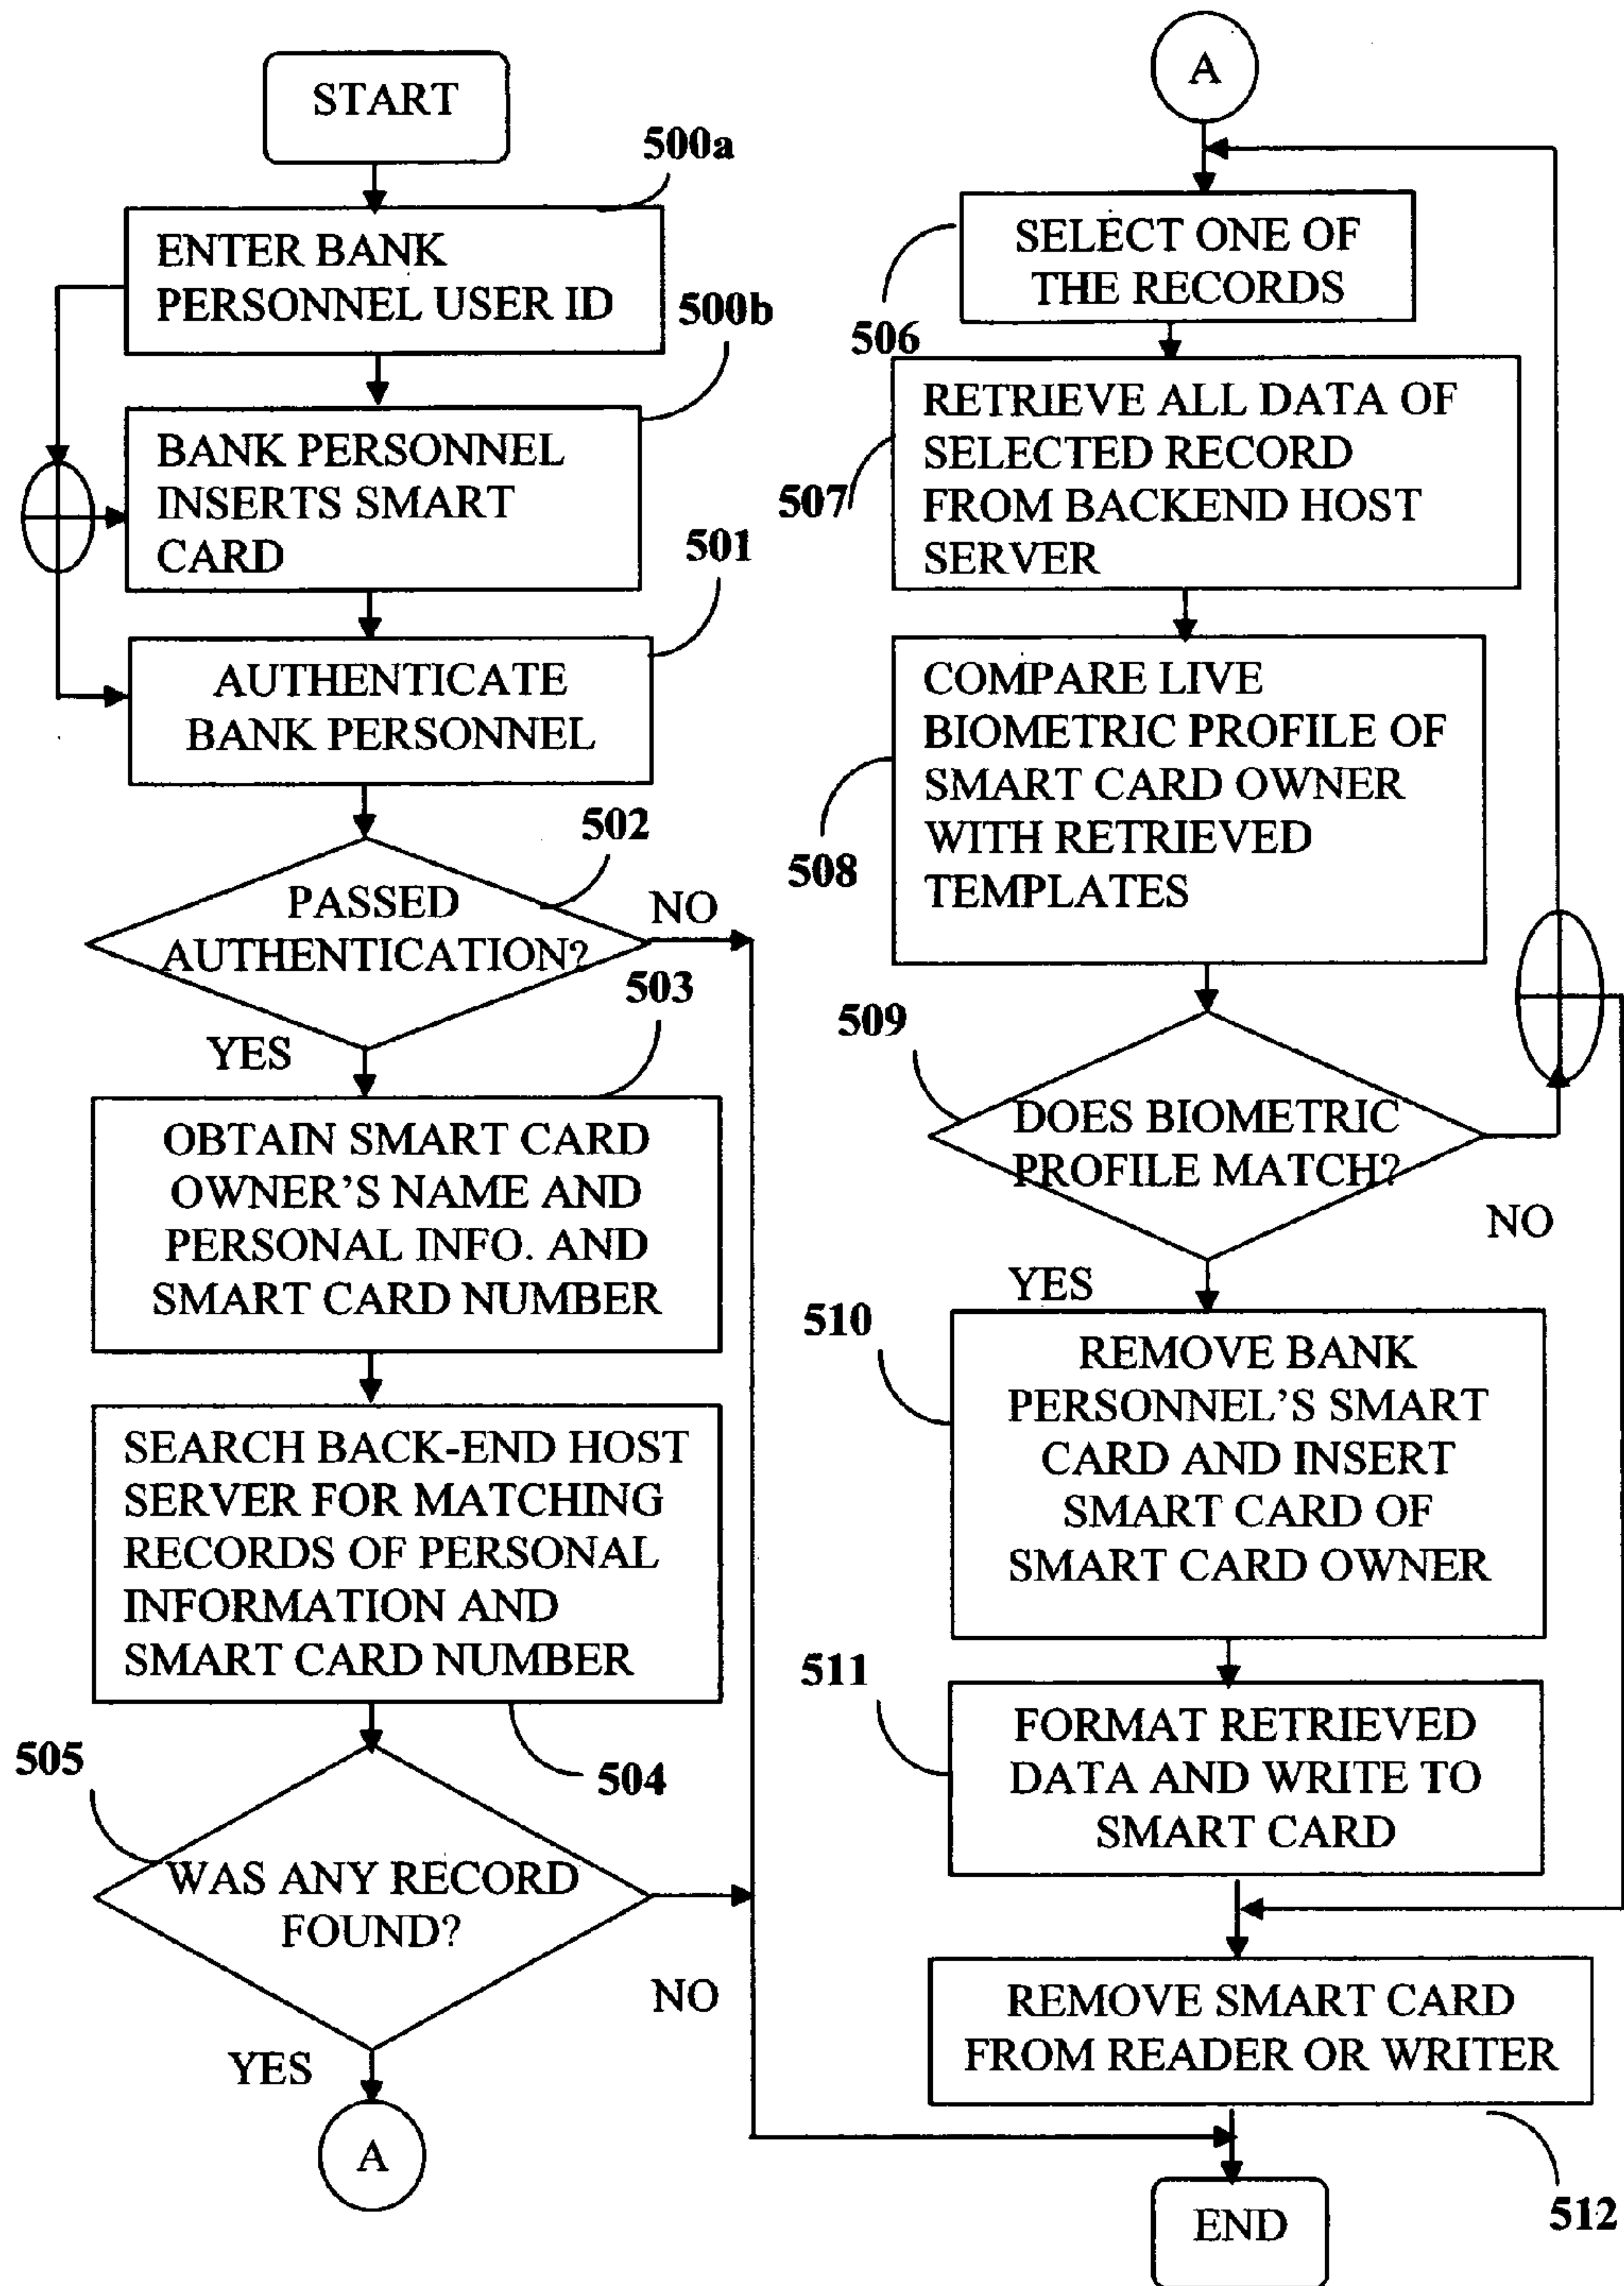 START
500a
ENTER BANK
PERSONNEL USER ID
500b
BANK PERSONNEL
INSERTS SMART
CARD
501
AUTHENTICATE
BANK PERSONNEL
502
PASSED
AUTHENTICATION?
NO
YES
503
OBTAIN SMART CARD
OWNER'S NAME AND
PERSONAL INFO. AND
SMART CARD NUMBER
SEARCH BACK-END HOST
SERVER FOR MATCHING
RECORDS OF PERSONAL
INFORMATION AND
SMART CARD NUMBER
504
505
WAS ANY RECORD
FOUND?
NO
YES
A
A
SELECT ONE OF
THE RECORDS
506
RETRIEVE ALL DATA OF
SELECTED RECORD
FROM BACKEND HOST
SERVER
507
COMPARE LIVE
BIOMETRIC PROFILE OF
SMART CARD OWNER
WITH RETRIEVED
TEMPLATES
508
509
DOES BIOMETRIC
PROFILE MATCH?
NO
YES
510
REMOVE BANK
PERSONNEL'S SMART
CARD AND INSERT
SMART CARD OF
SMART CARD OWNER
511
FORMAT RETRIEVED
DATA AND WRITE TO
SMART CARD
REMOVE SMART CARD
FROM READER OR WRITER
512
END